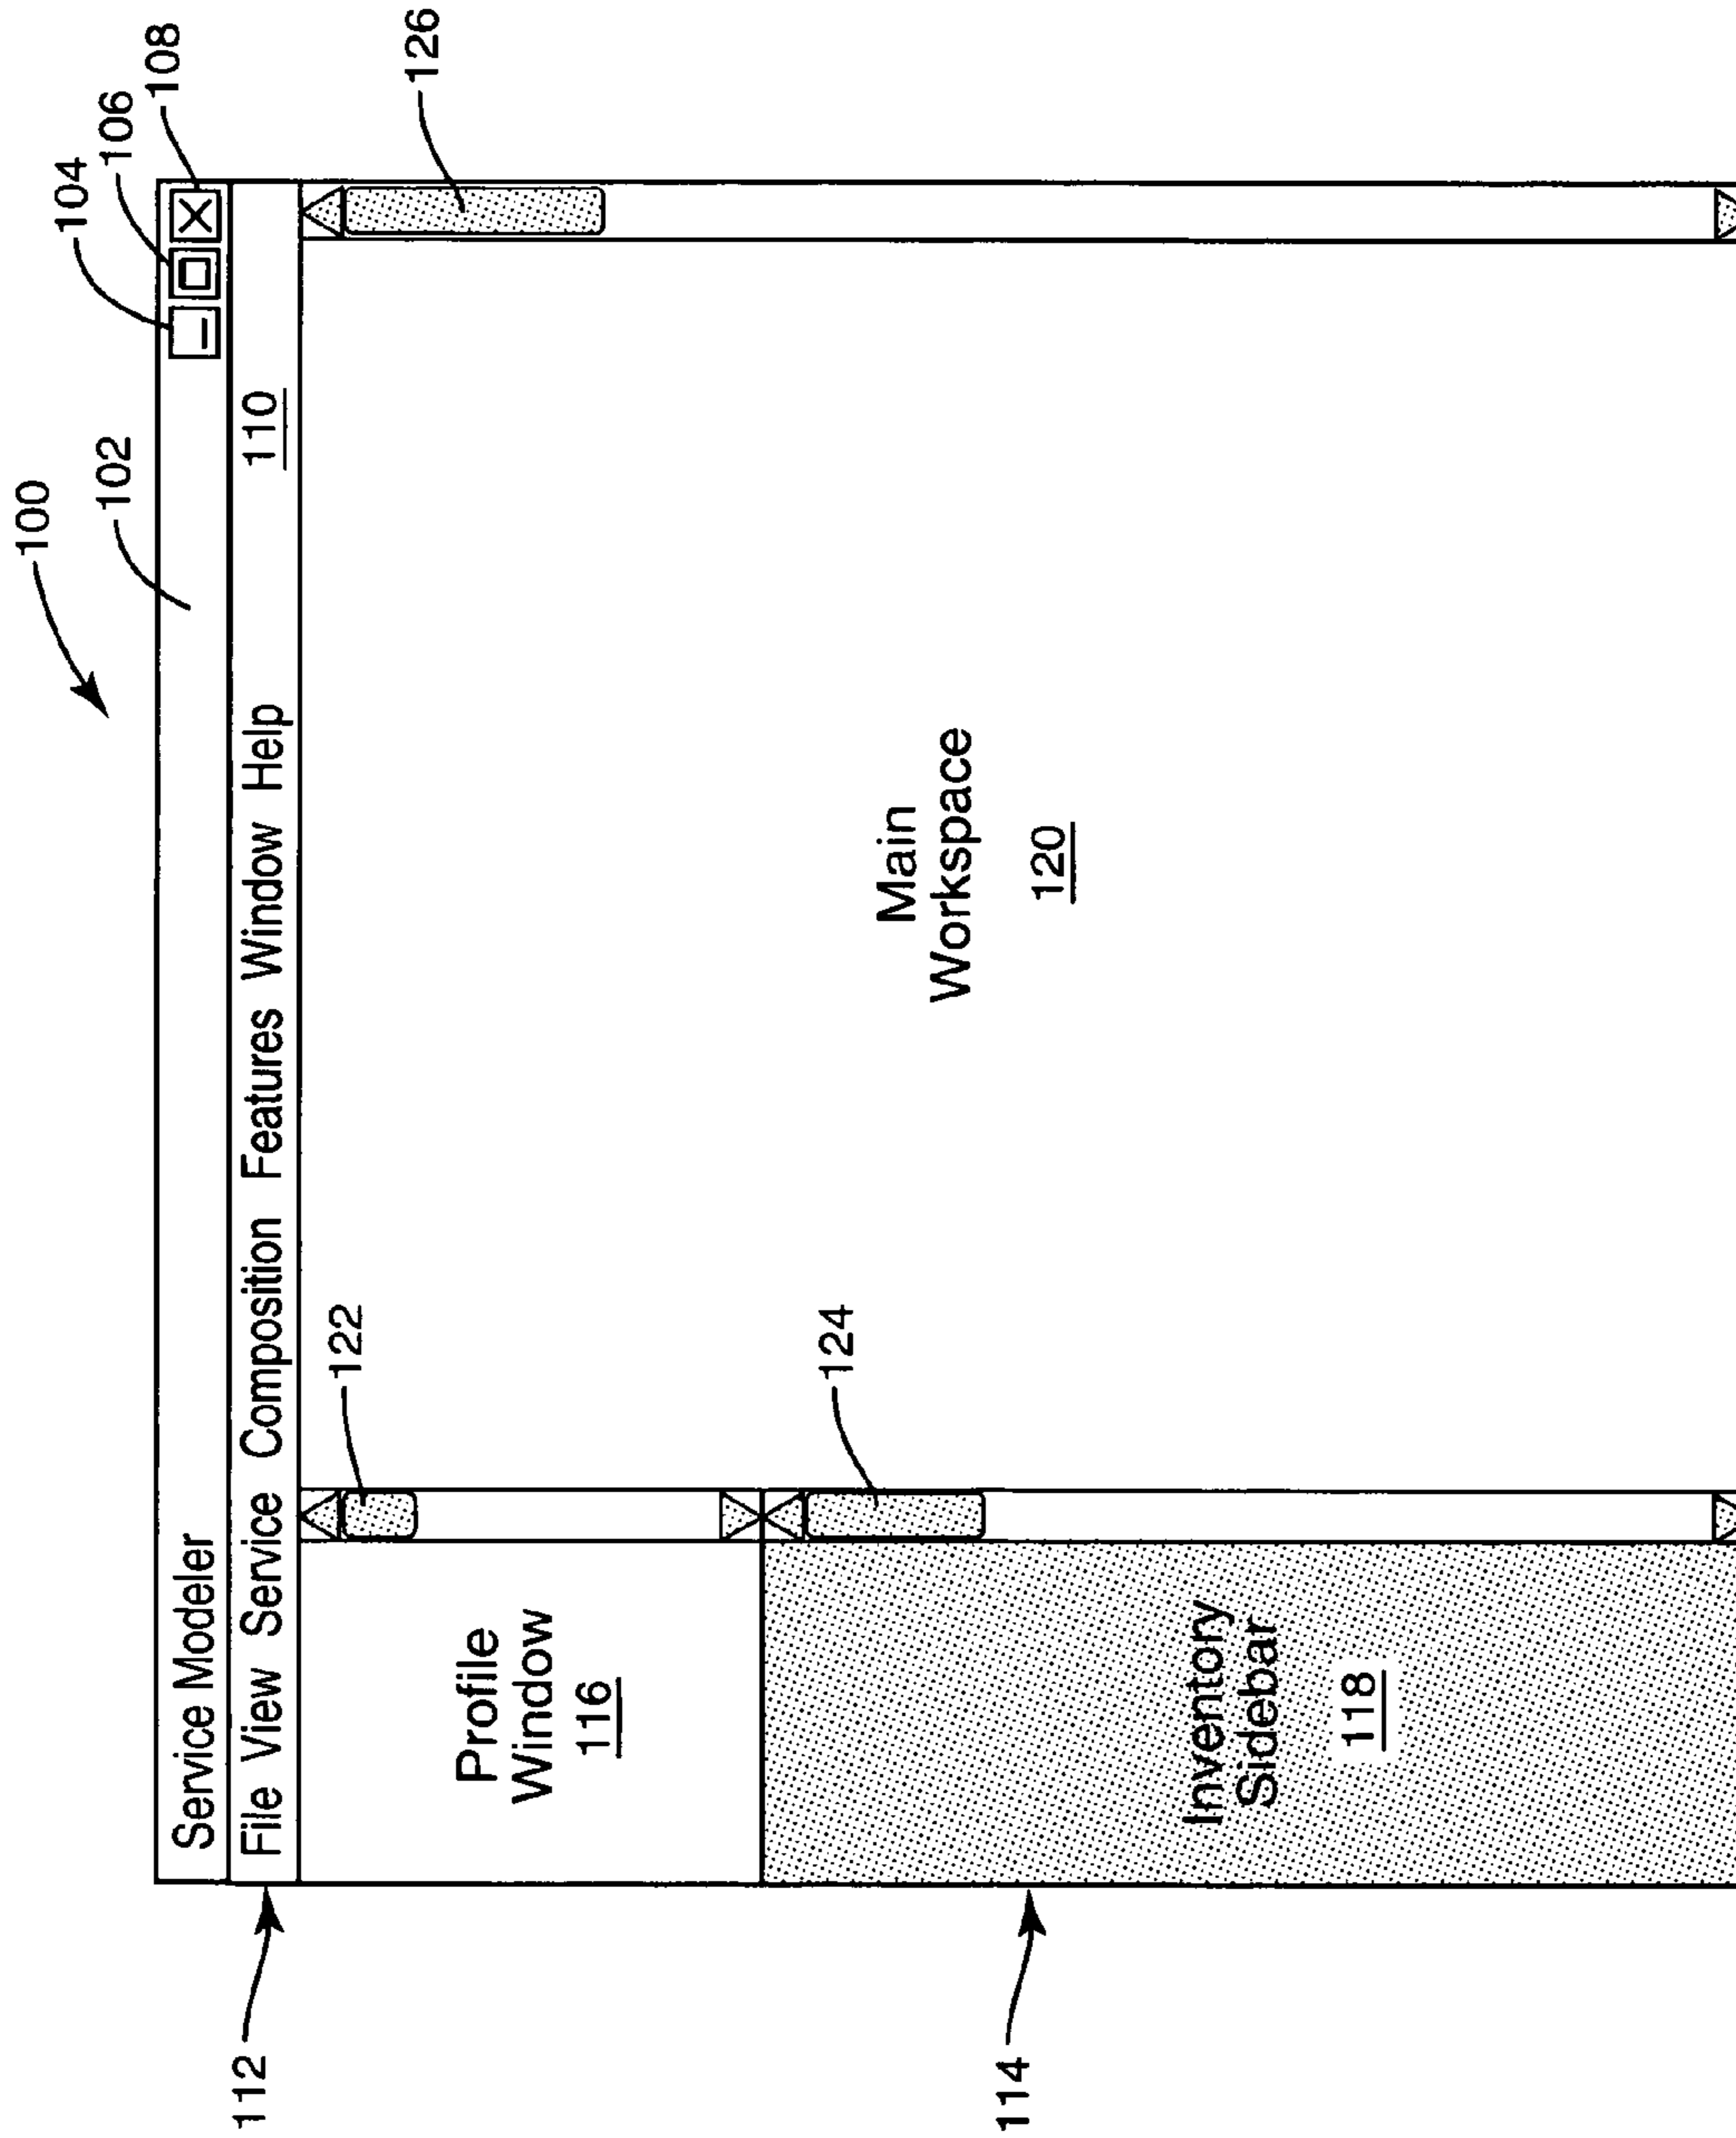 100
102
104
106
108
Service Modeler
112
File View Service Composition Features Window Help
110
122
126
Profile
Window
116
124
114
Inventory
Sidebar
118
Main
Workspace
120